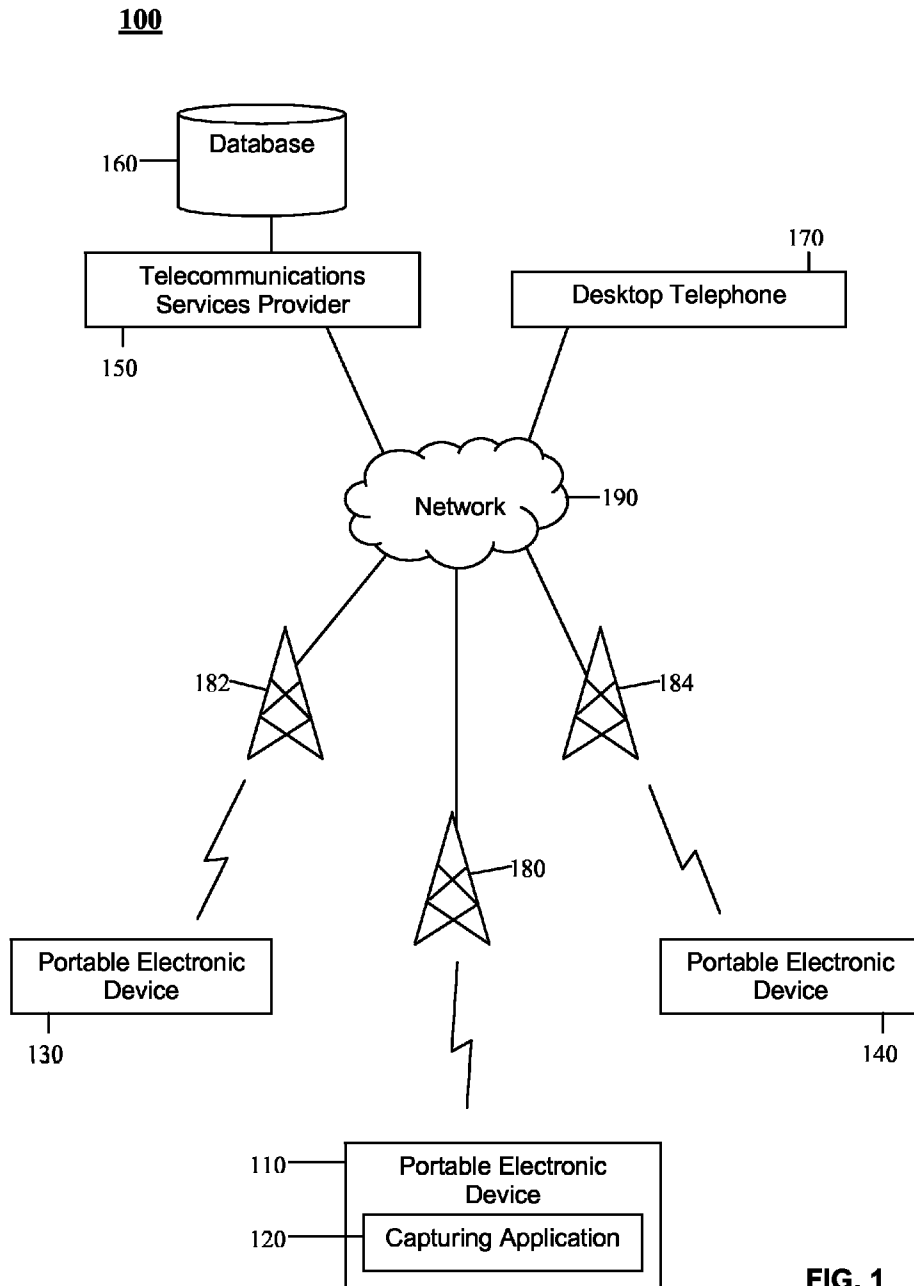 100
Database
160
170
Telecommunications
Services Provider
Desktop Telephone
150
Network
190
182
184
180
Portable Electronic
Device
Portable Electronic
Device
130
140
110
Portable Electronic
Device
120
Capturing Application
FIG. 1